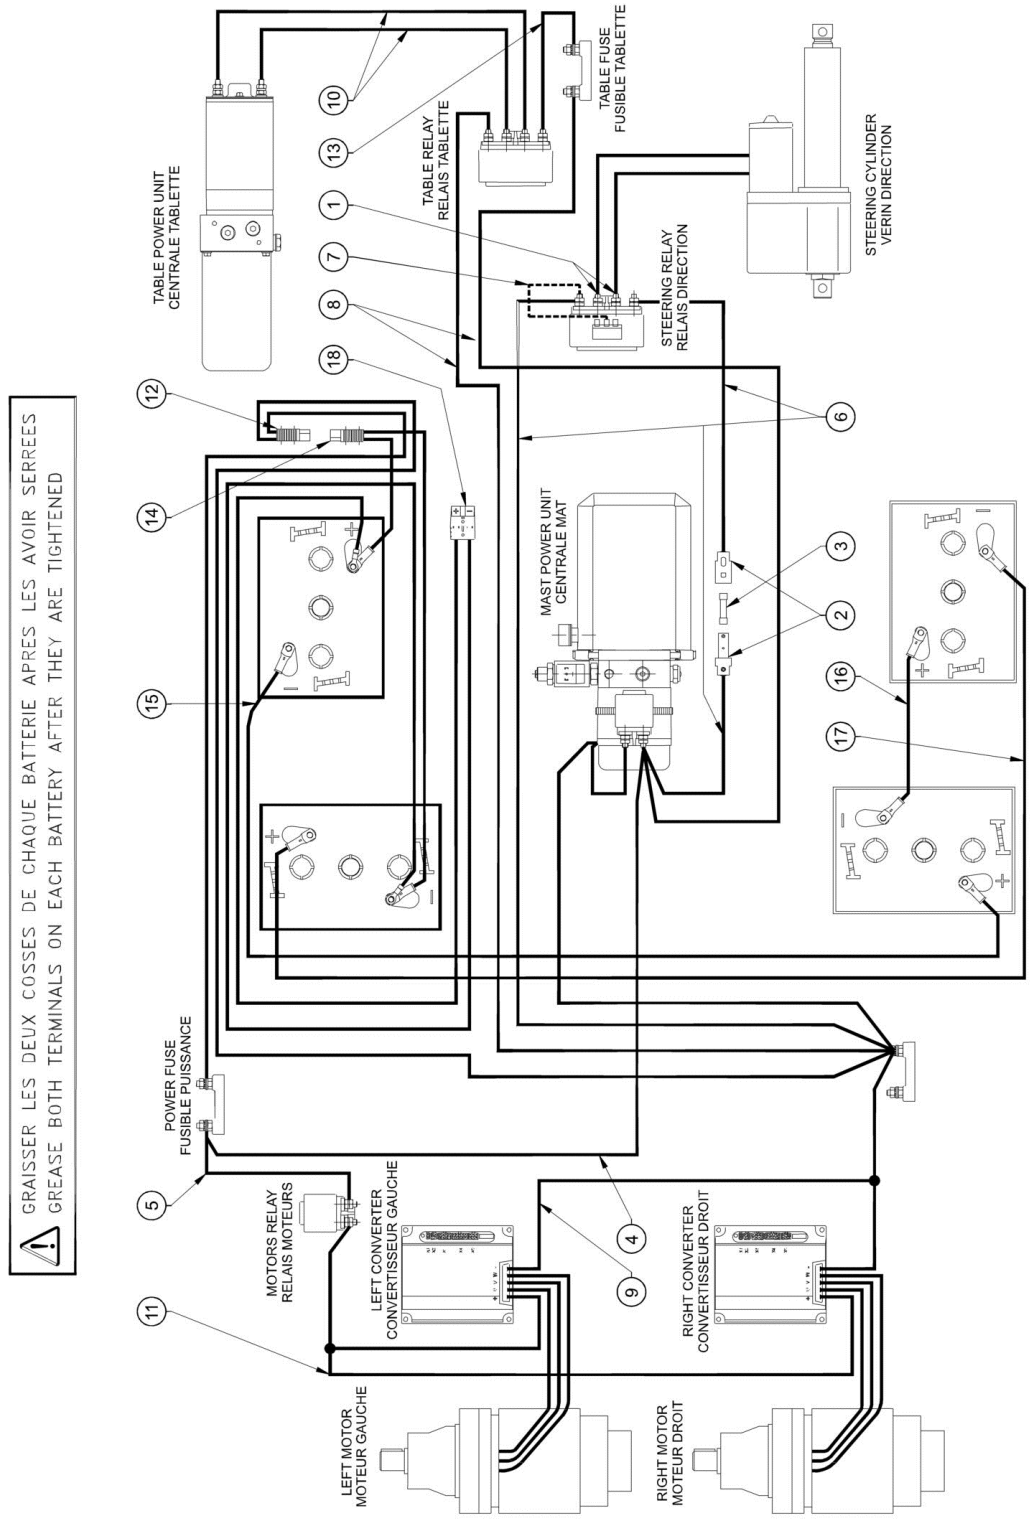 GRAISSER LES DEUX COSSES DE CHAQUE BATTERIE APRES LES AVOIR SERREES
GREASE BOTH TERMINALS ON EACH BATTERY AFTER THEY ARE TIGHTENED
TABLE POWER UNIT
CENTRALE TABLETTE
10
13
1
7
8
18
TABLE RELAY
RELAIS TABLETTE
TABLE FUSE
FUSIBLE TABLETTE
STEERING RELAY
RELAIS DIRECTION
STEERING CYLINDER
VERIN DIRECTION
12
14
15
+
−
+
−
+
−
MAST POWER UNIT
CENTRALE MAT
6
3
2
16
17
−
+
−
+
POWER FUSE
FUSIBLE PUISSANCE
5
MOTORS RELAY
RELAIS MOTEURS
LEFT CONVERTER
CONVERTISSEUR GAUCHE
4
9
RIGHT CONVERTER
CONVERTISSEUR DROIT
11
LEFT MOTOR
MOTEUR GAUCHE
RIGHT MOTOR
MOTEUR DROIT